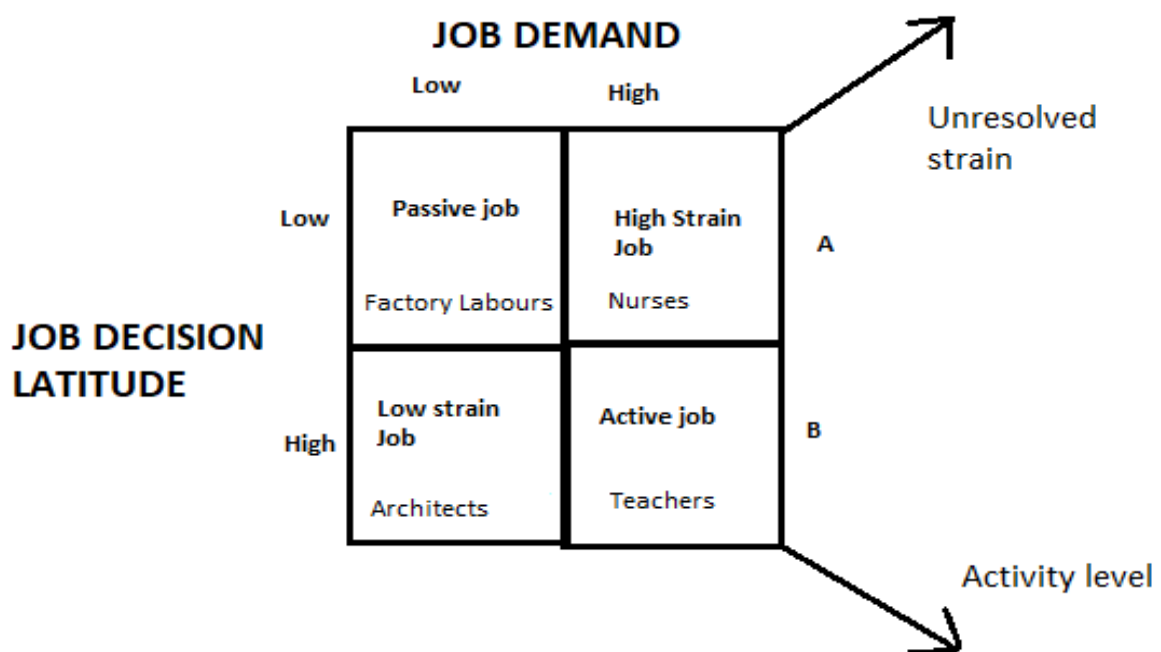 JOB DEMAND
Low
High
Unresolved
strain
Low
Passive job
High Strain
Job
A
Factory Labours
Nurses
JOB DECISION
LATITUDE
High
Low strain
Job
Active job
B
Architects
Teachers
Activity level